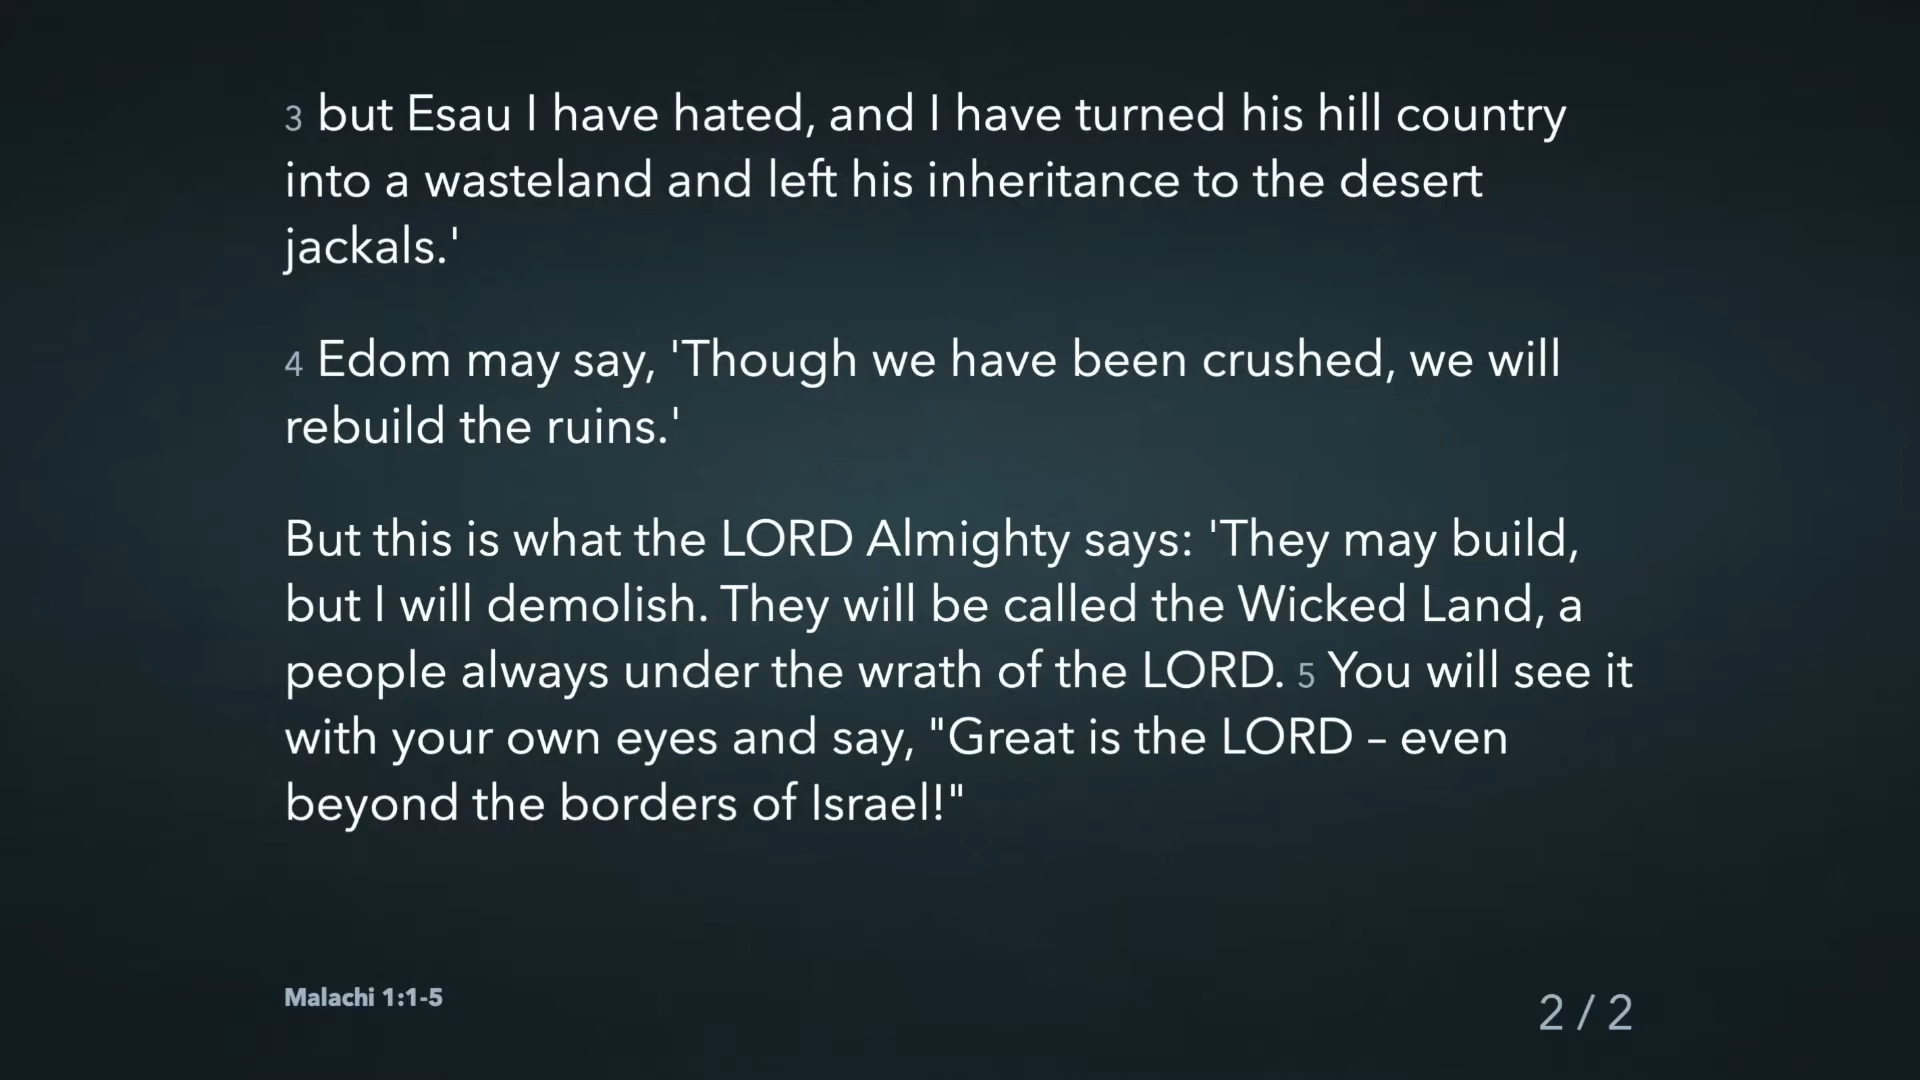 3 but Esau I have hated, and I have turned his hill country
into a wasteland and left his inheritance to the desert
jackals.'
4 Edom may say, 'Though we have been crushed, we will
rebuild the ruins.'
But this is what the LORD Almighty says: 'They may build,
but I will demolish. They will be called the Wicked Land, a
people always under the wrath of the LORD. 5 You will see it
with your own eyes and say, "Great is the LORD – even
beyond the borders of Israel!"
Malachi 1:1-5
2 / 2